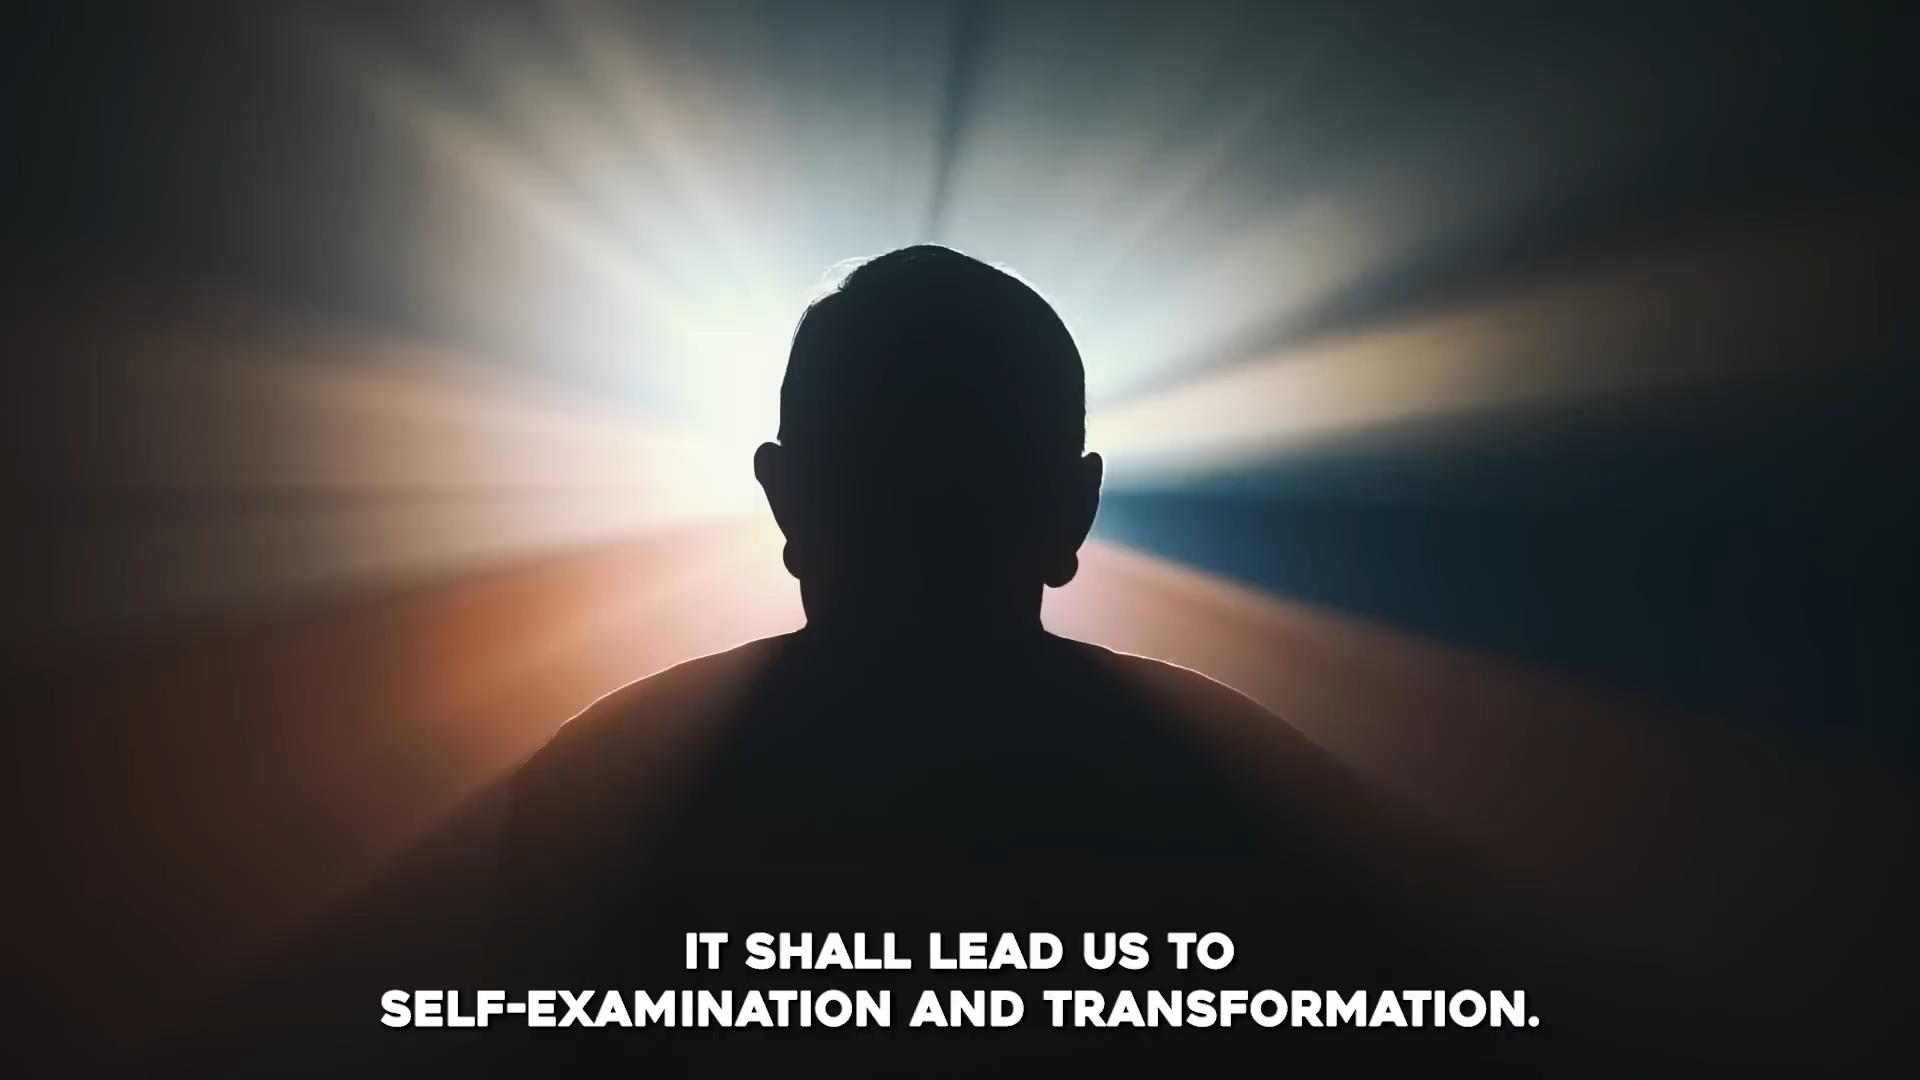 IT SHALL LEAD US TO
SELF-EXAMINATION AND TRANSFORMATION.